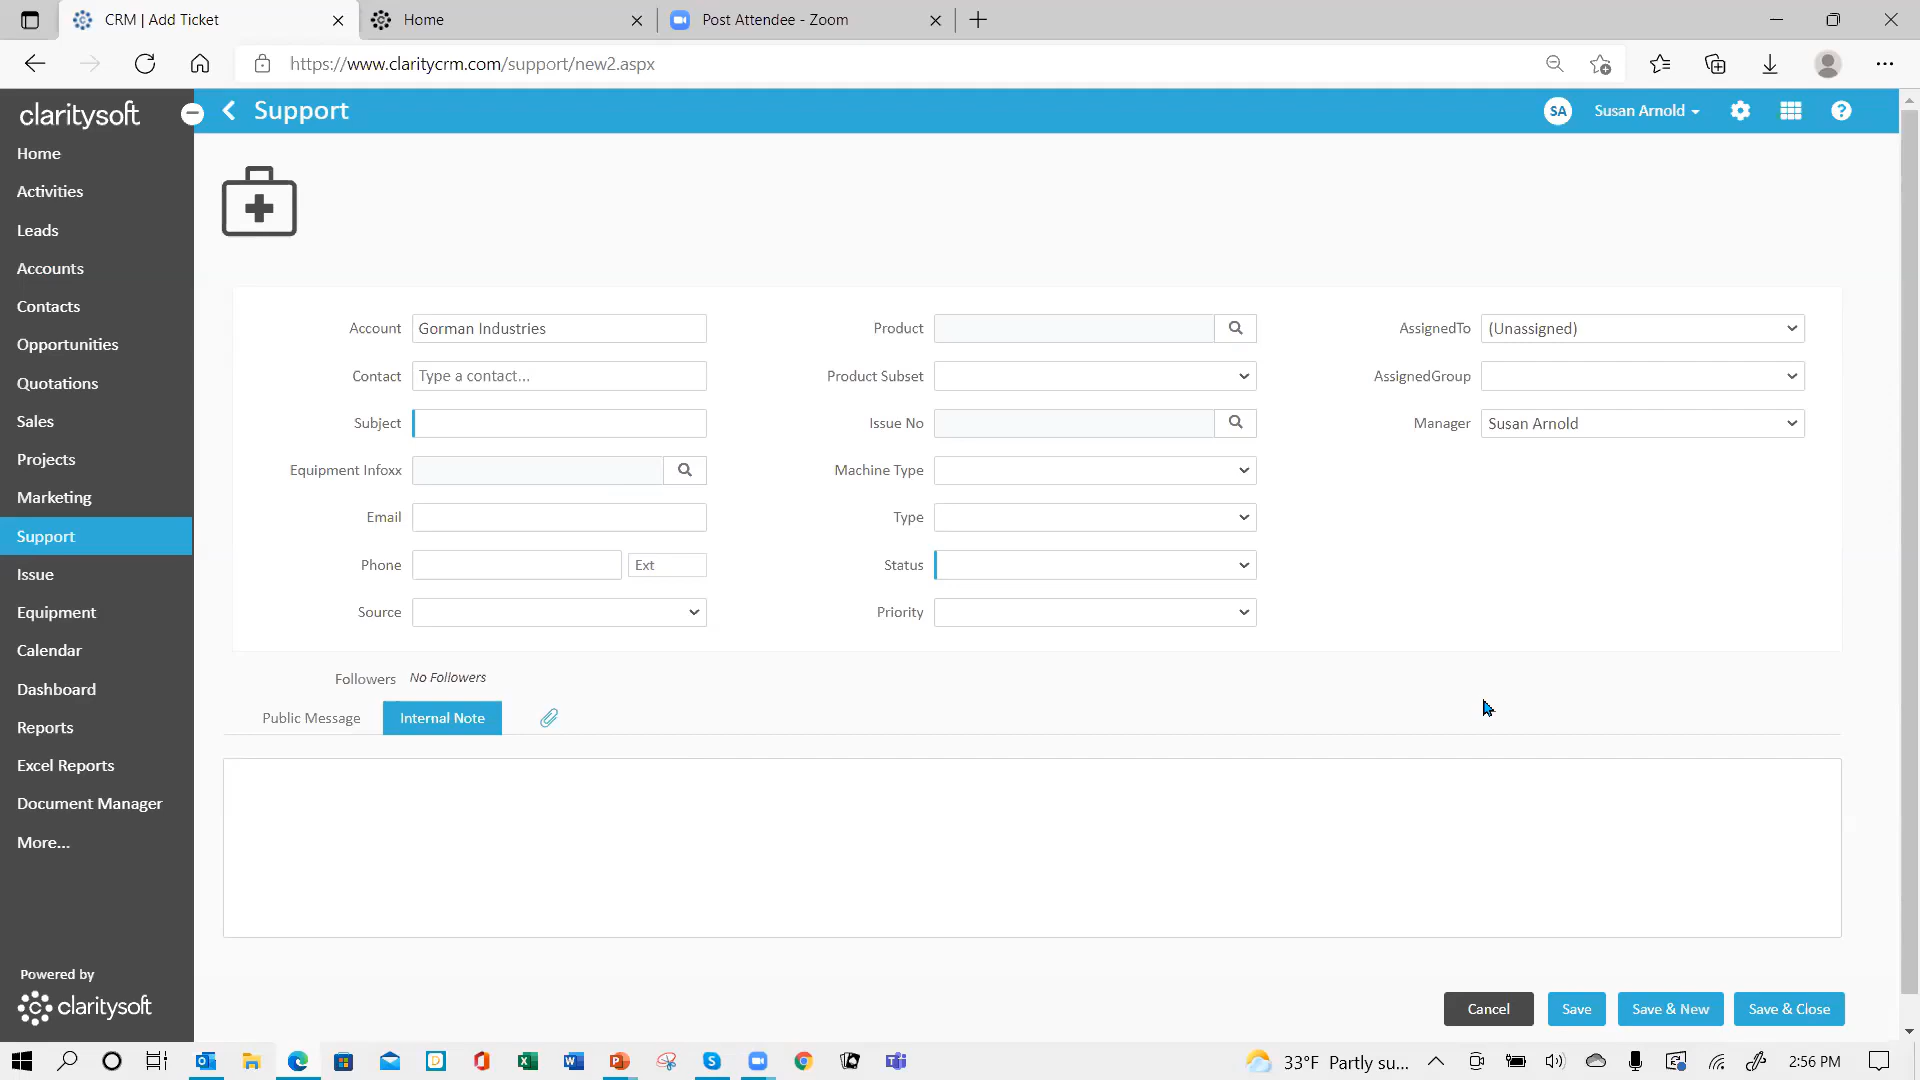 CRM | Add Ticket
Home
Post Attendee - Zoom
https://www.claritycrm.com/support/new2.aspx
claritysoft
Support
SA
Susan Arnold
Home
Activities
Leads
Accounts
Contacts
Opportunities
Quotations
Sales
Projects
Marketing
Support
Issue
Equipment
Calendar
Dashboard
Reports
Excel Reports
Document Manager
More...
Powered by
claritysoft
Account
Gorman Industries
Contact
Type a contact...
Subject
Equipment Infoxx
Email
Phone
Ext
Source
Product
Product Subset
Issue No
Machine Type
Type
Status
Priority
AssignedTo
(Unassigned)
AssignedGroup
Manager
Susan Arnold
Followers
No Followers
Public Message
Internal Note
Cancel
Save
Save & New
Save & Close
33°F Partly su...
2:56 PM